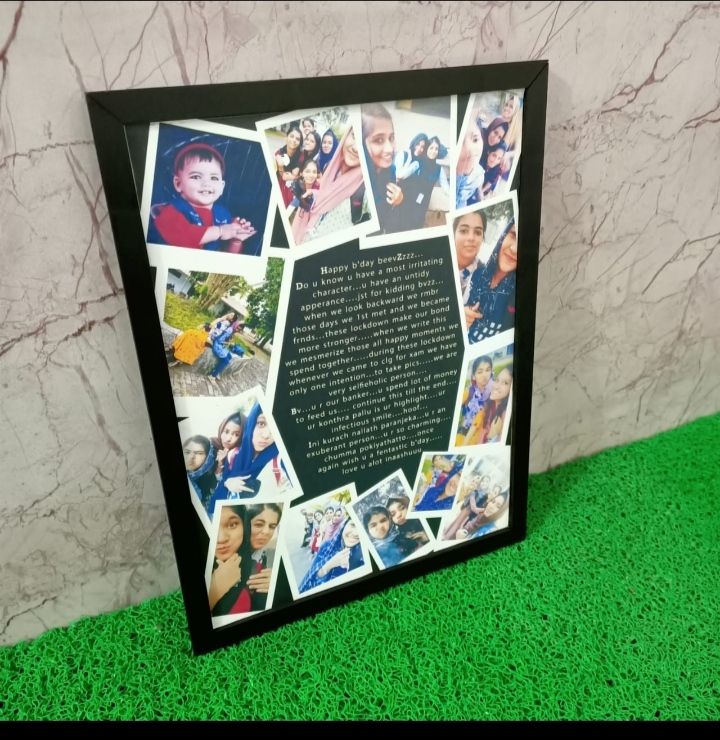 Happy b'day beevZzzz...
Do u know u have a most irritating
character...u have an untidy
apperance....jst for kidding bvzz...
when we look backward we rmbr
those days we 1st met and we became
frnds...these lockdown make our bond
more stronger.....when we write this
we mesmerize those all happy moments we
spend together.....during these lockdown
whenever we came to clg for xam we have
only one intention...to take pics.....we are
very selfieholic person.....
Bv...u r our banker...u spend lot of money
to feed us.... continue this till the end....
ur konthra pallu is ur highlight....ur
infectious smile....hoof...
Ini kurach nallath paranjeka...u r an
exuberant person...u r so charming...
chumma pokiyathatto....once
again wish u a fentastic b'day.....
love u alot inaashuuu